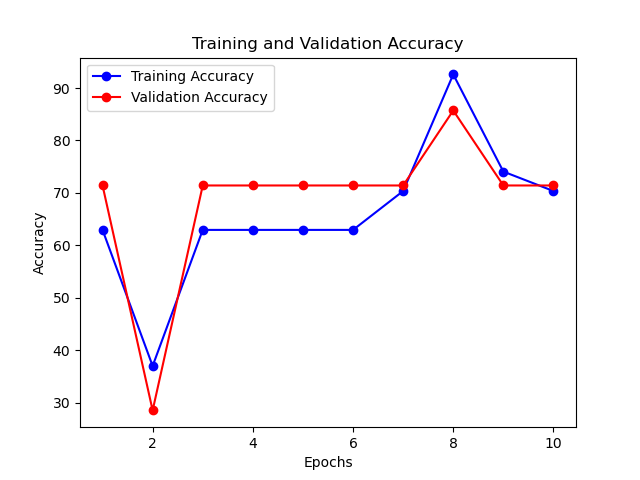 Training and Validation Accuracy
Training Accuracy
Validation Accuracy
90
80
70
60
50
40
30
Accuracy
2 4 6 8 10
Epochs